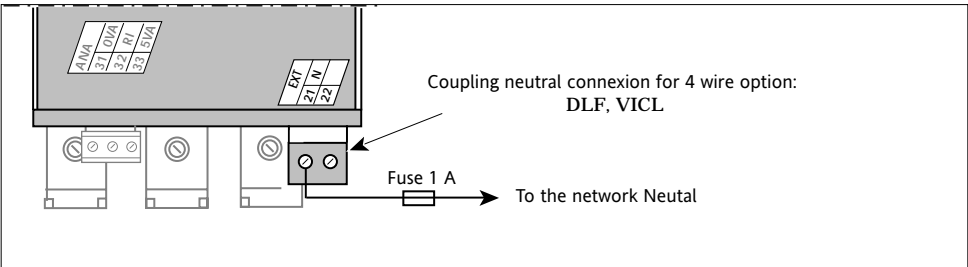 ANA
31 0VA
32 RI
33 5VA
EXT
21 N
22
Coupling neutral connexion for 4 wire option:
DLF, VICL
Fuse 1 A
To the network Neutal